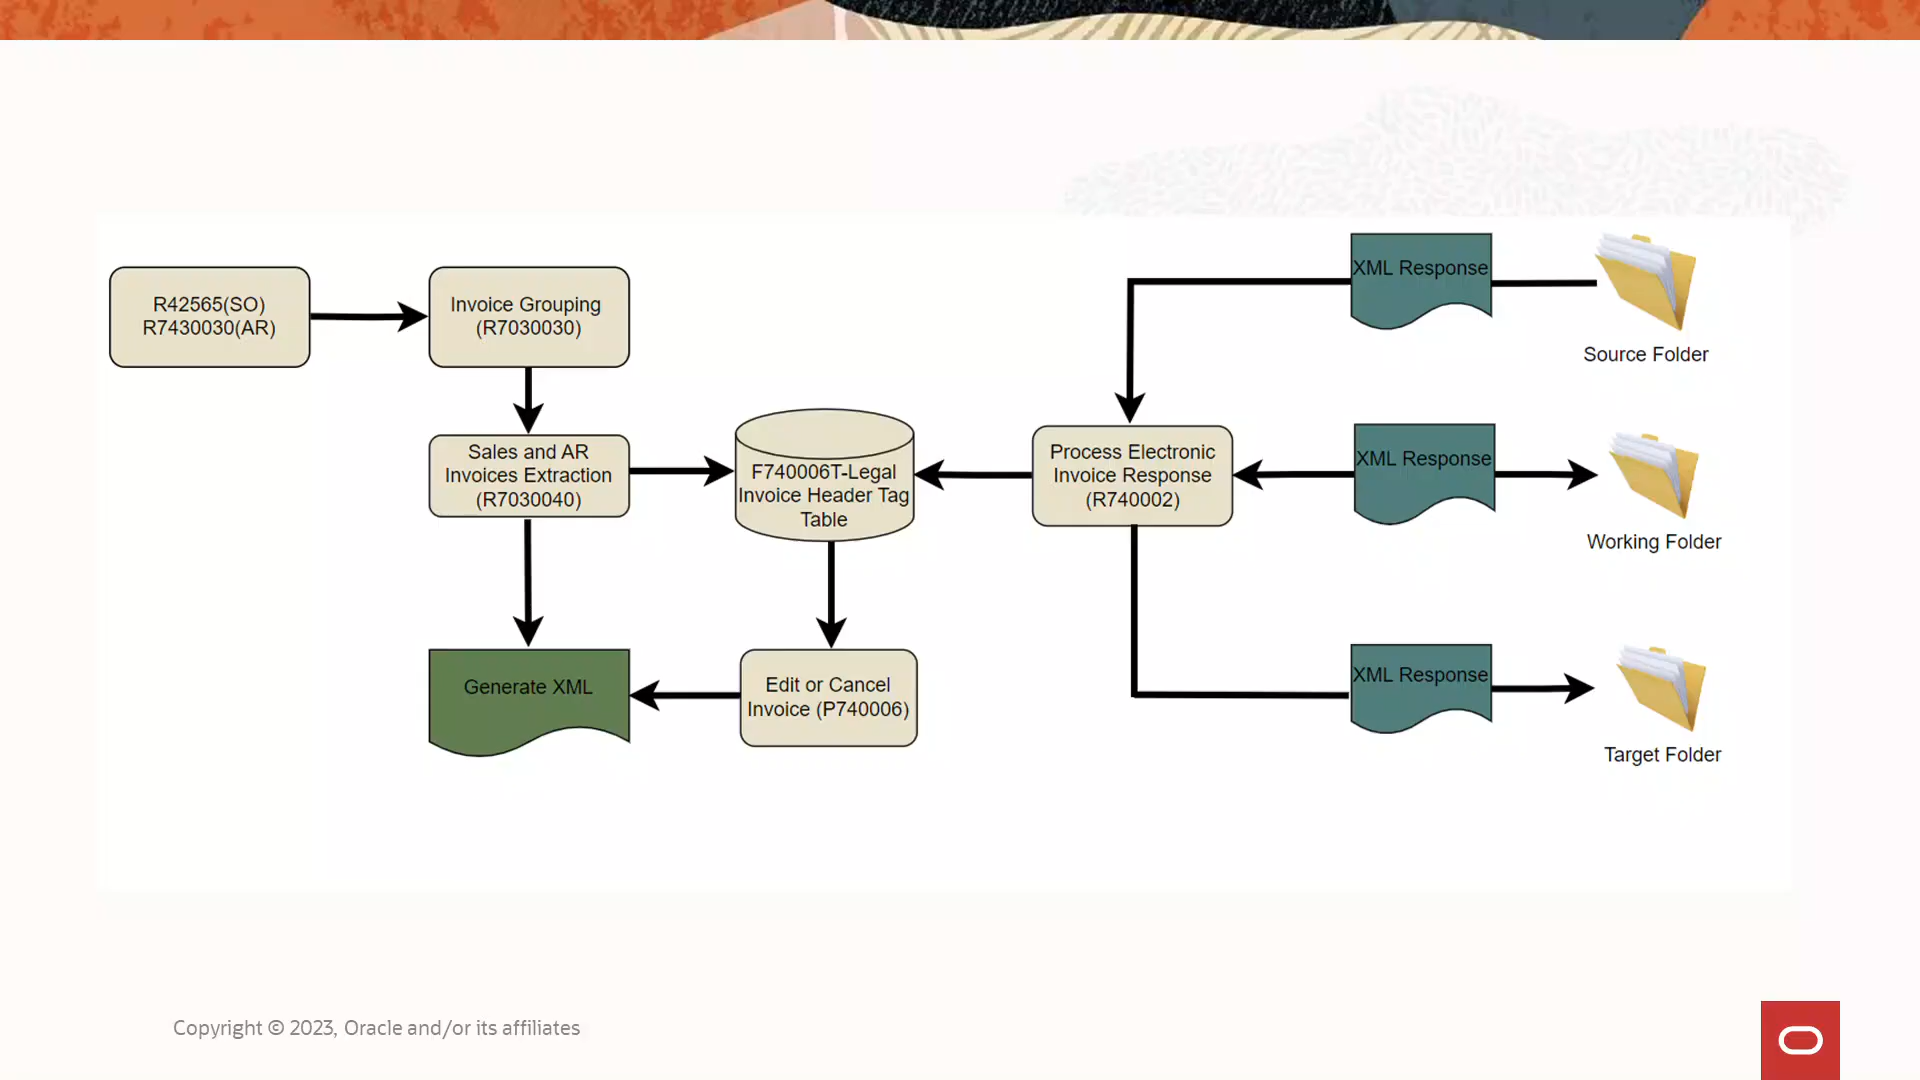 R42565(SO)
R7430030(AR)
Invoice Grouping
(R7030030)
XML Response
Source Folder
Sales and AR
Invoices Extraction
(R7030040)
F740006T-Legal
Invoice Header Tag
Table
Process Electronic
Invoice Response
(R740002)
XML Response
Working Folder
Generate XML
Edit or Cancel
Invoice (P740006)
XML Response
Target Folder
Copyright © 2023, Oracle and/or its affiliates